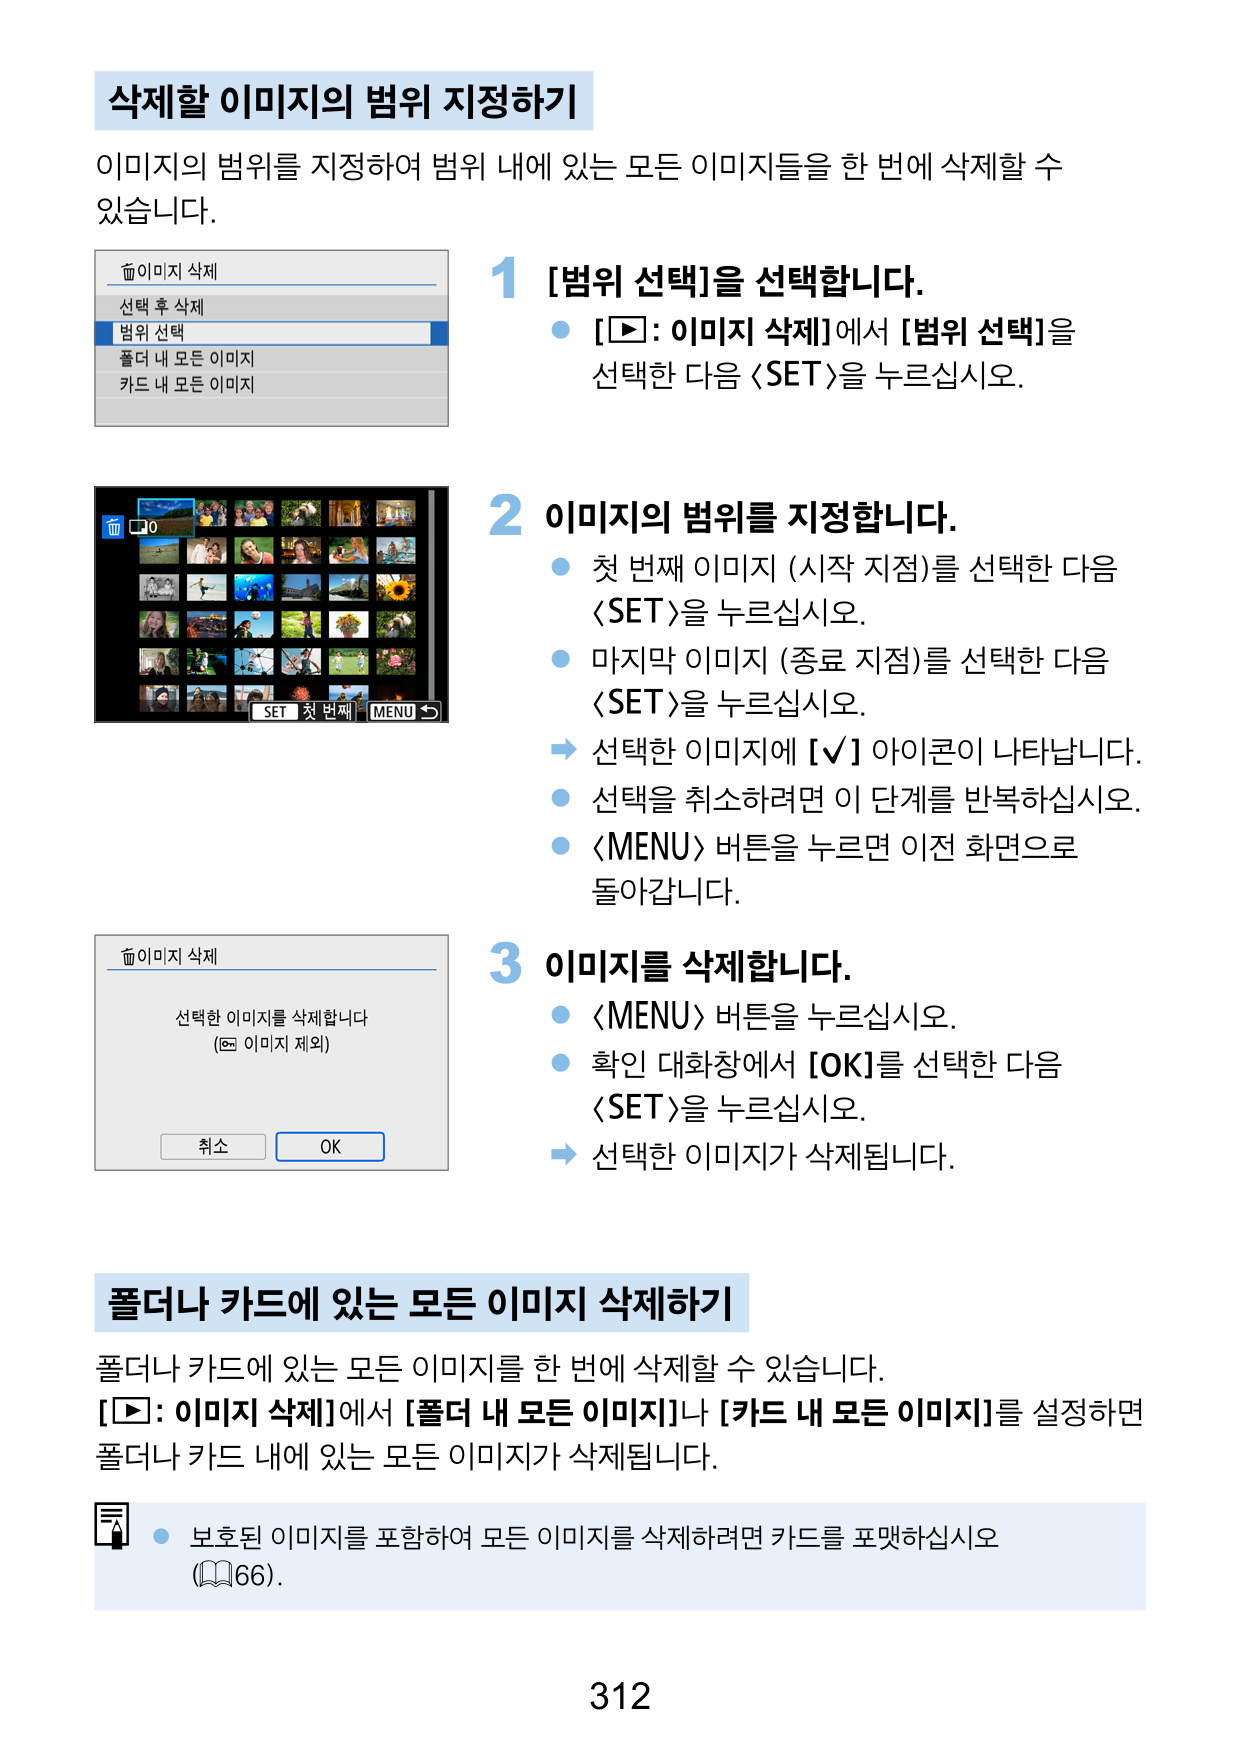 삭제할 이미지의 범위 지정하기
이미지의 범위를 지정하여 범위 내에 있는 모든 이미지들을 한 번에 삭제할 수
있습니다.
이미지 삭제
선택 후 삭제
범위 선택
폴더 내 모든 이미지
카드 내 모든 이미지
1 [범위 선택]을 선택합니다.
● [▶: 이미지 삭제]에서 [범위 선택]을
선택한 다음 〈SET〉을 누르십시오.
0
SET 첫 번째 MENU
2 이미지의 범위를 지정합니다.
● 첫 번째 이미지 (시작 지점)를 선택한 다음
〈SET〉을 누르십시오.
● 마지막 이미지 (종료 지점)를 선택한 다음
〈SET〉을 누르십시오.
➡ 선택한 이미지에 [✓] 아이콘이 나타납니다.
● 선택을 취소하려면 이 단계를 반복하십시오.
● 〈MENU〉 버튼을 누르면 이전 화면으로
돌아갑니다.
이미지 삭제
선택한 이미지를 삭제합니다
( 이미지 제외)
취소 OK
3 이미지를 삭제합니다.
● 〈MENU〉 버튼을 누르십시오.
● 확인 대화창에서 [OK]를 선택한 다음
〈SET〉을 누르십시오.
➡ 선택한 이미지가 삭제됩니다.
폴더나 카드에 있는 모든 이미지 삭제하기
폴더나 카드에 있는 모든 이미지를 한 번에 삭제할 수 있습니다.
[▶: 이미지 삭제]에서 [폴더 내 모든 이미지]나 [카드 내 모든 이미지]를 설정하면
폴더나 카드 내에 있는 모든 이미지가 삭제됩니다.
● 보호된 이미지를 포함하여 모든 이미지를 삭제하려면 카드를 포맷하십시오
(66).
312